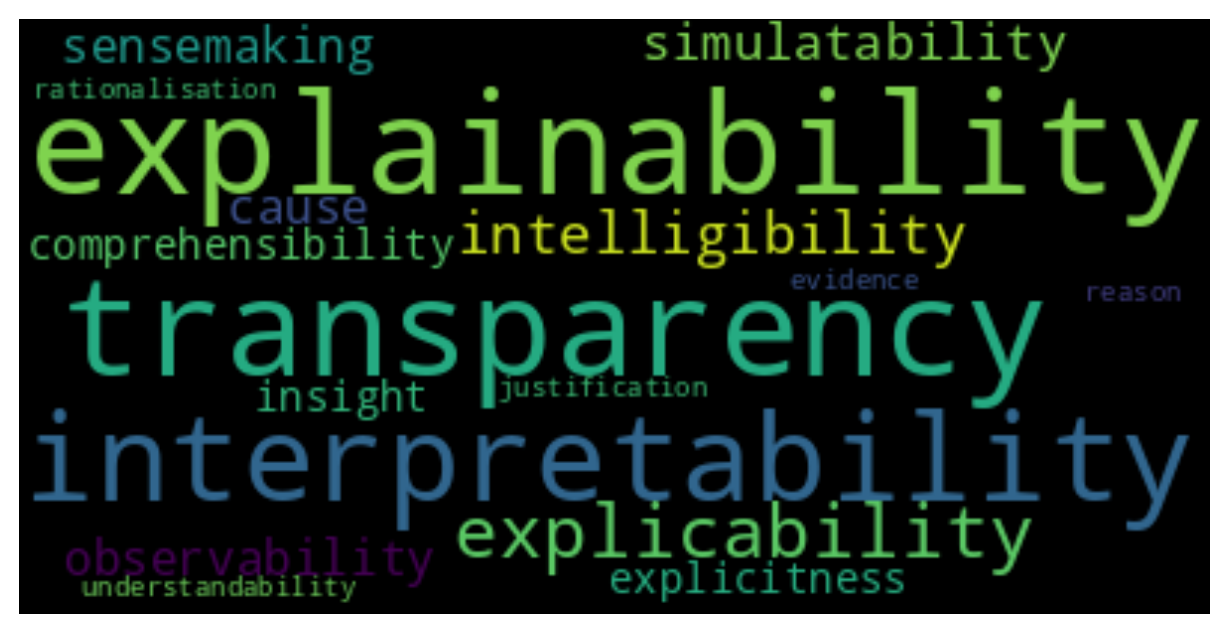 sensemaking simulatability
rationalisation
explainability
cause
comprehensibility intelligibility
evidence reason
transparency
insight justification
interpretability
explicability
observability
explicitness
understandability